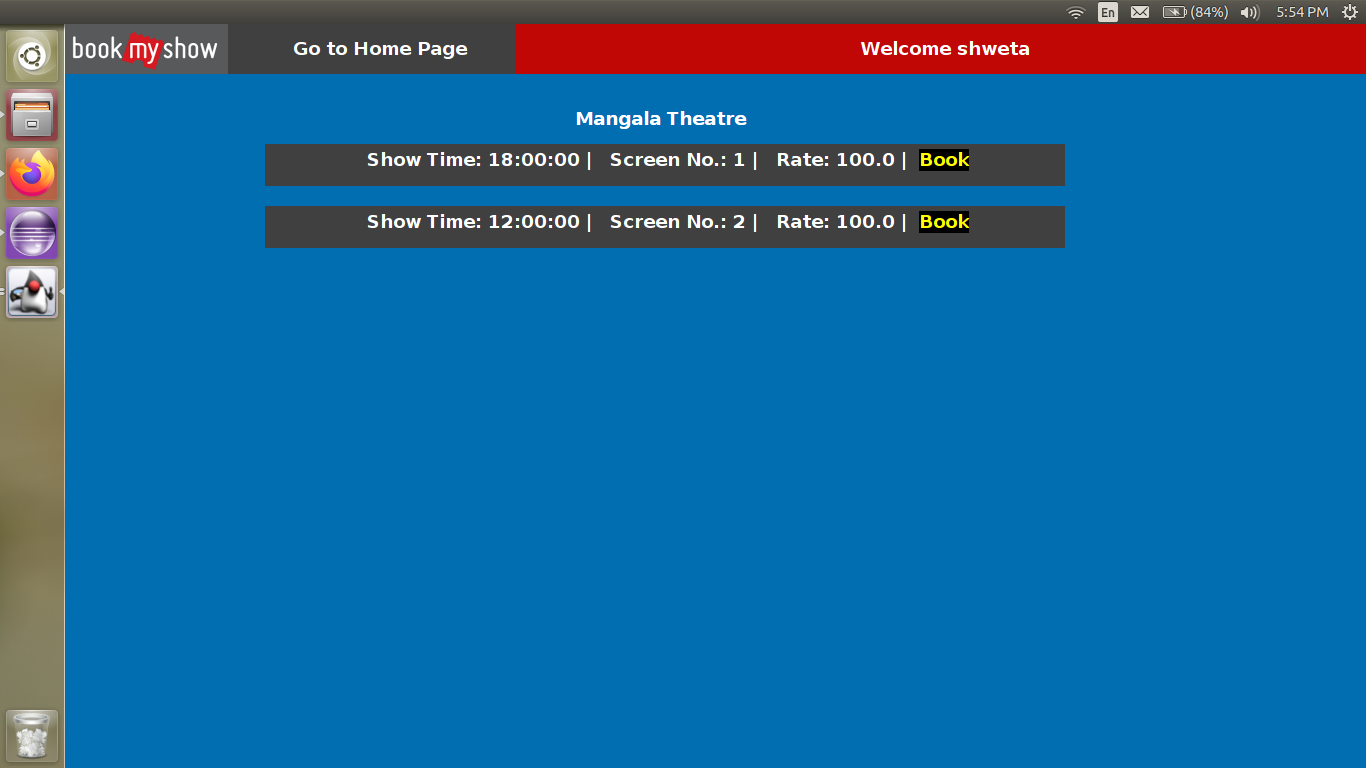 En (84%) 5:54 PM
book my show Go to Home Page Welcome shweta
Mangala Theatre
Show Time: 18:00:00 | Screen No.: 1 | Rate: 100.0 | Book
Show Time: 12:00:00 | Screen No.: 2 | Rate: 100.0 | Book